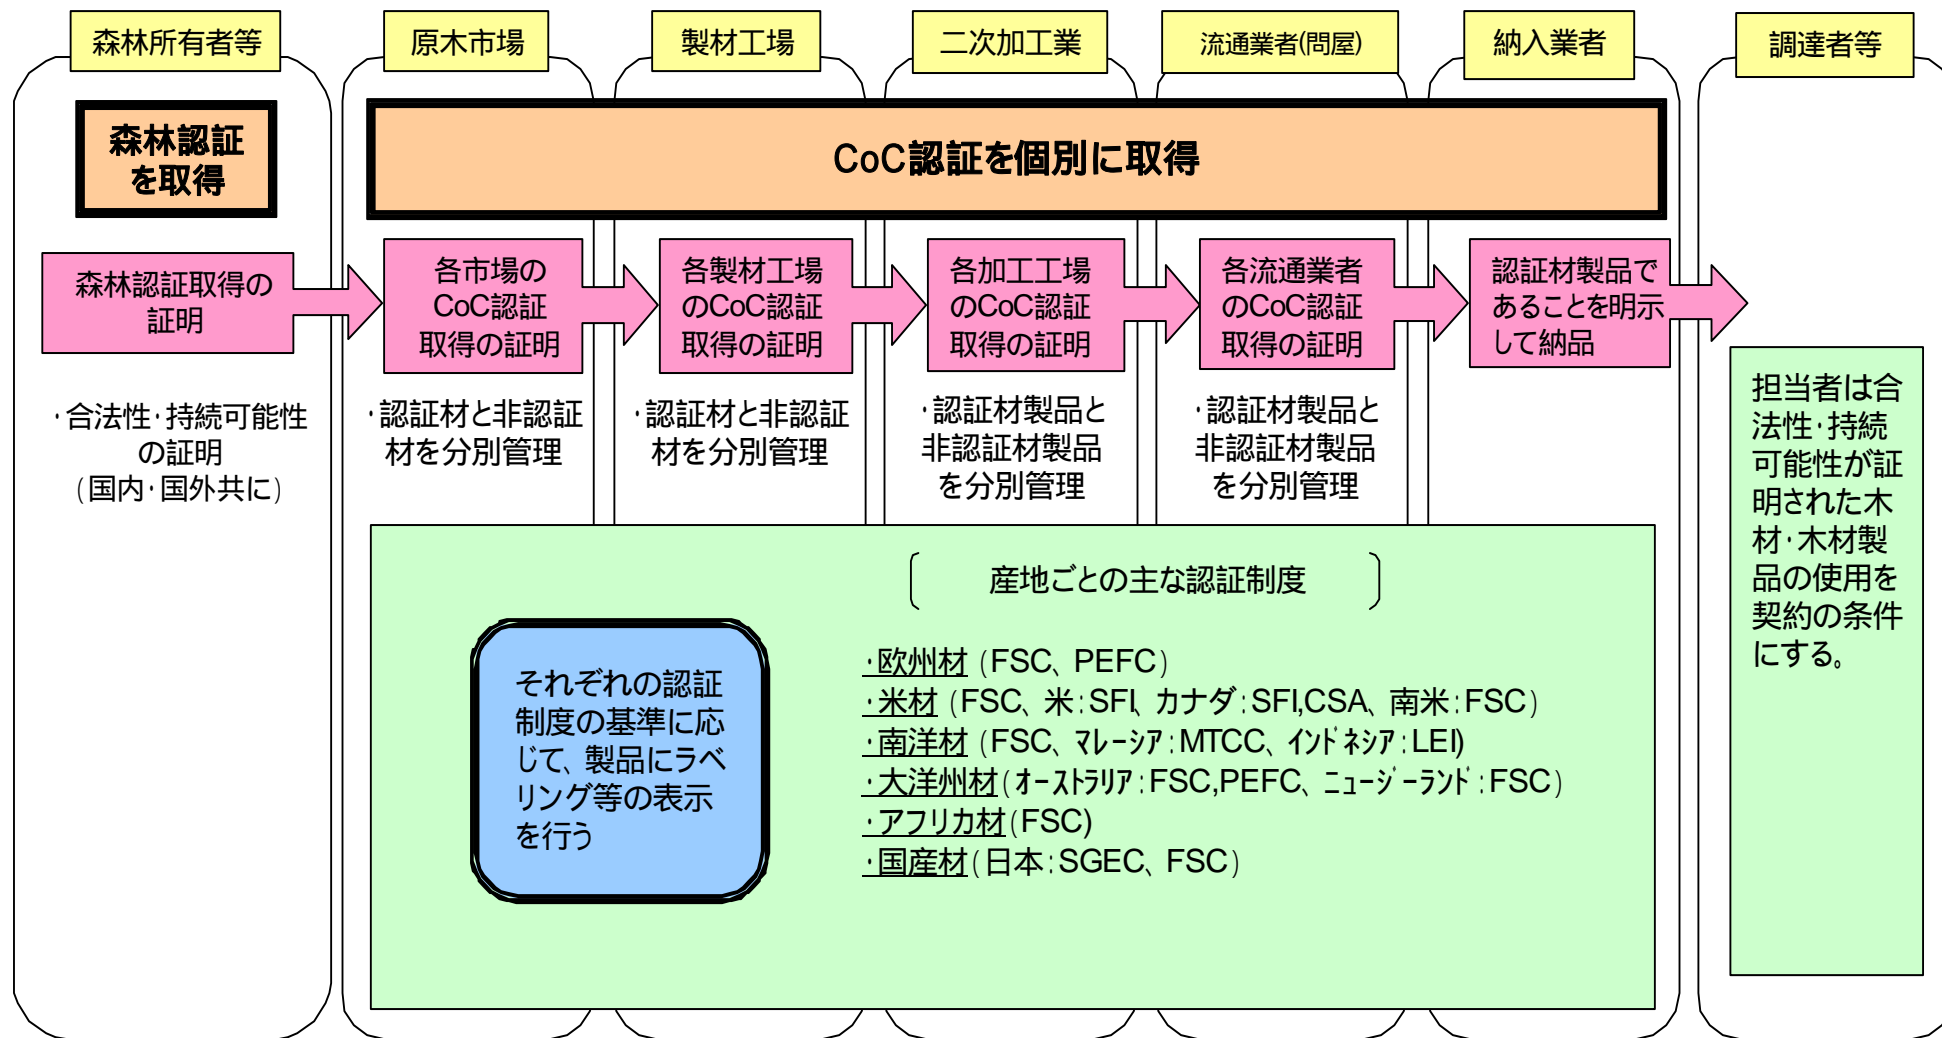 森林所有者等
原木市場
製材工場
二次加工業
流通業者(問屋)
納入業者
調達者等
森林認証
を取得
CoC認証を個別に取得
森林認証取得の
証明
各市場の
CoC認証
取得の証明
各製材工場
のCoC認証
取得の証明
各加工工場
のCoC認証
取得の証明
各流通業者
のCoC認証
取得の証明
認証材製品で
あることを明示
して納品
・合法性・持続可能性
の証明
(国内・国外共に)
・認証材と非認証
材を分別管理
・認証材と非認証
材を分別管理
・認証材製品と
非認証材製品
を分別管理
・認証材製品と
非認証材製品
を分別管理
担当者は合
法性・持続
可能性が証
明された木
材・木材製
品の使用を
契約の条件
にする。
産地ごとの主な認証制度
それぞれの認証
制度の基準に応
じて、製品にラベ
リング等の表示
を行う
・欧州材 (FSC、PEFC)
・米材 (FSC、米:SFI、カナダ:SFI,CSA、南米:FSC)
・南洋材 (FSC、ﾏﾚｰｼｱ:MTCC、ｲﾝﾄﾞﾈｼｱ:LEI)
・大洋州材(ｵｰｽﾄﾗﾘｱ:FSC,PEFC、ﾆｭｰｼﾞｰﾗﾝﾄﾞ:FSC)
・アフリカ材(FSC)
・国産材(日本:SGEC、FSC)